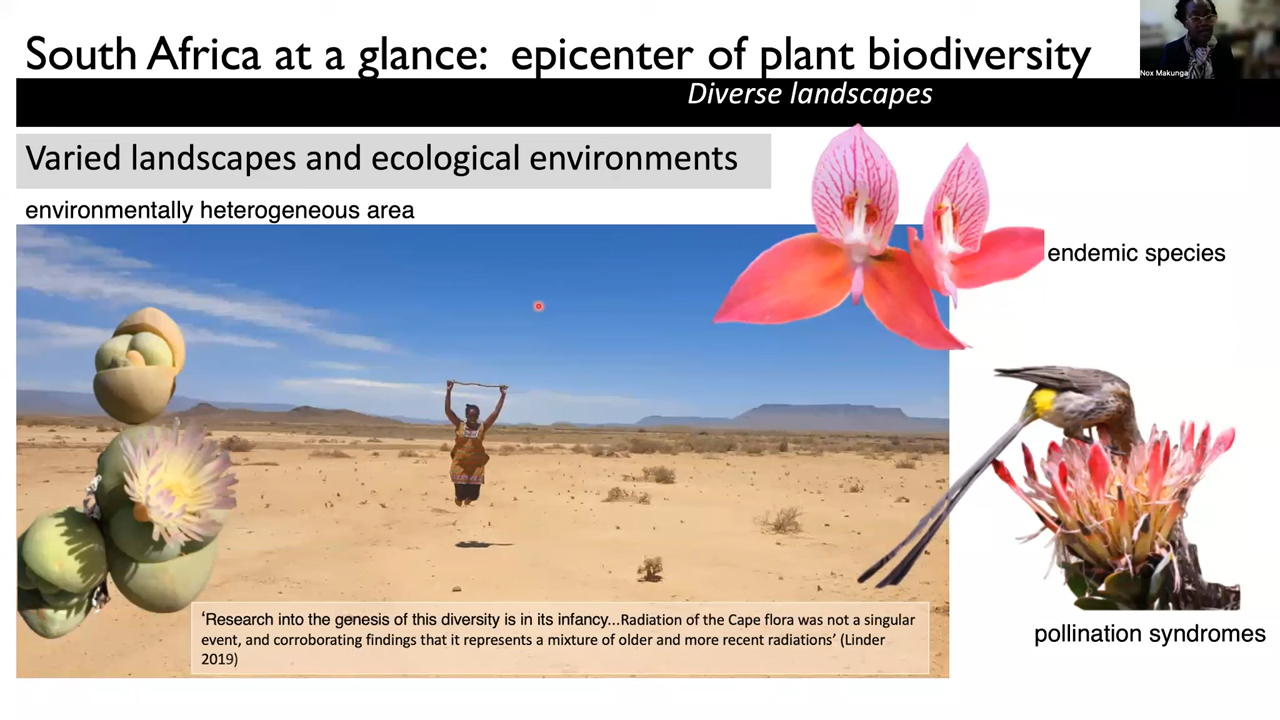 South Africa at a glance:  epicenter of plant biodiversity
Nox Makunga
Diverse landscapes
Varied landscapes and ecological environments
environmentally heterogeneous area
endemic species
‘Research into the genesis of this diversity is in its infancy...Radiation of the Cape flora was not a singular
event, and corroborating findings that it represents a mixture of older and more recent radiations’ (Linder
2019)
pollination syndromes